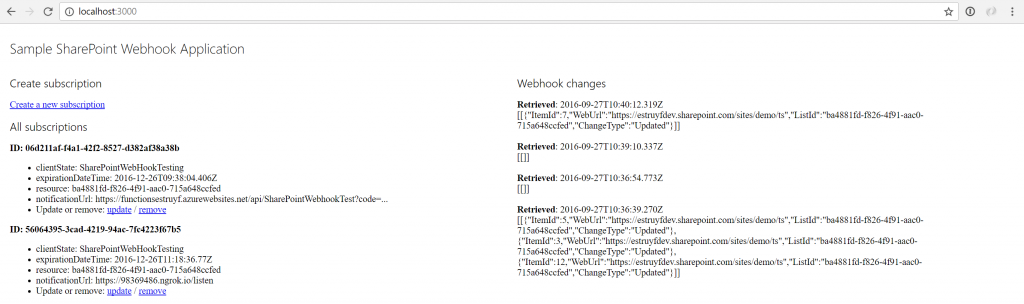 localhost:3000
Sample SharePoint Webhook Application
Create subscription
Create a new subscription
All subscriptions
ID: 06d211af-f4a1-42f2-8527-d382af38a38b
clientState: SharePointWebHookTesting
expirationDateTime: 2016-12-26T09:38:04.406Z
resource: ba4881fd-f826-4f91-aac0-715a648ccfed
notificationUrl: https://functionsestruyf.azurewebsites.net/api/SharePointWebhookTest?code=...
Update or remove: update / remove
ID: 56064395-3cad-4219-94ac-7fc4223f67b5
clientState: SharePointWebHookTesting
expirationDateTime: 2016-12-26T11:18:36.77Z
resource: ba4881fd-f826-4f91-aac0-715a648ccfed
notificationUrl: https://98369486.ngrok.io/listen
Update or remove: update / remove
Webhook changes
Retrieved: 2016-09-27T10:40:12.319Z
[[{"ItemId":7,"WebUrl":"https://estruyfdev.sharepoint.com/sites/demo/ts","ListId":"ba4881fd-f826-4f91-aac0-
715a648ccfed","ChangeType":"Updated"}]]
Retrieved: 2016-09-27T10:39:10.337Z
[[]]
Retrieved: 2016-09-27T10:36:54.773Z
[[]]
Retrieved: 2016-09-27T10:36:39.270Z
[[{"ItemId":5,"WebUrl":"https://estruyfdev.sharepoint.com/sites/demo/ts","ListId":"ba4881fd-f826-4f91-aac0-
715a648ccfed","ChangeType":"Updated"},
{"ItemId":3,"WebUrl":"https://estruyfdev.sharepoint.com/sites/demo/ts","ListId":"ba4881fd-f826-4f91-aac0-
715a648ccfed","ChangeType":"Updated"},
{"ItemId":12,"WebUrl":"https://estruyfdev.sharepoint.com/sites/demo/ts","ListId":"ba4881fd-f826-4f91-aac0-
715a648ccfed","ChangeType":"Updated"}]]